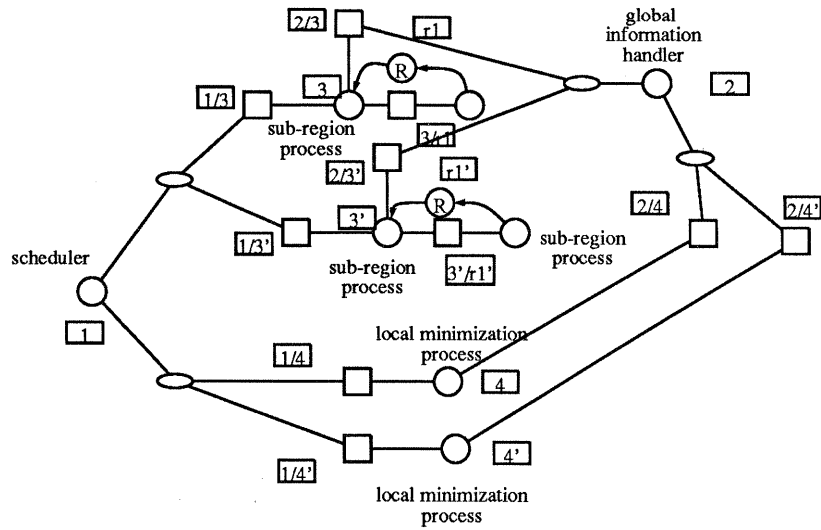 global
information
handler
2/3
r1
R
2
1/3
3
sub-region
process
3/r1
2/3'
r1'
R
3'
2/4
2/4'
1/3'
sub-region
process
sub-region
process
3'/r1'
scheduler
1
local minimization
process
1/4
4
4'
1/4'
local minimization
process